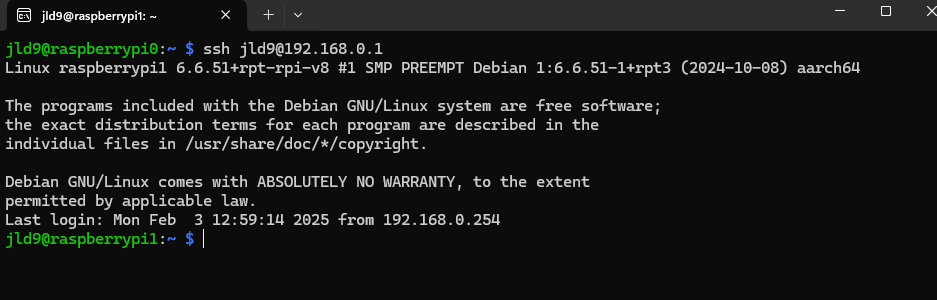 jld9@raspberrypi1: ~
jld9@raspberrypi0:~ $ ssh jld9@192.168.0.1
Linux raspberrypi1 6.6.51+rpt-rpi-v8 #1 SMP PREEMPT Debian 1:6.6.51-1+rpt3 (2024-10-08) aarch64

The programs included with the Debian GNU/Linux system are free software;
the exact distribution terms for each program are described in the
individual files in /usr/share/doc/*/copyright.

Debian GNU/Linux comes with ABSOLUTELY NO WARRANTY, to the extent
permitted by applicable law.
Last login: Mon Feb  3 12:59:14 2025 from 192.168.0.254
jld9@raspberrypi1:~ $